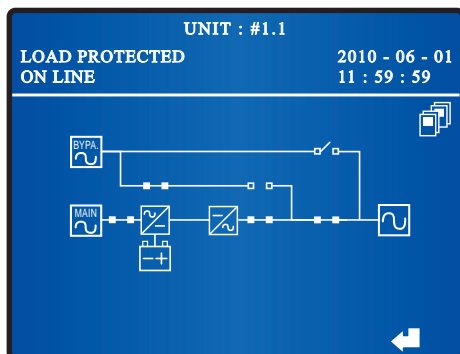 UNIT : #1.1
LOAD PROTECTED
2010 - 06 - 01
ON LINE
11 : 59 : 59
BYPA.
MAIN